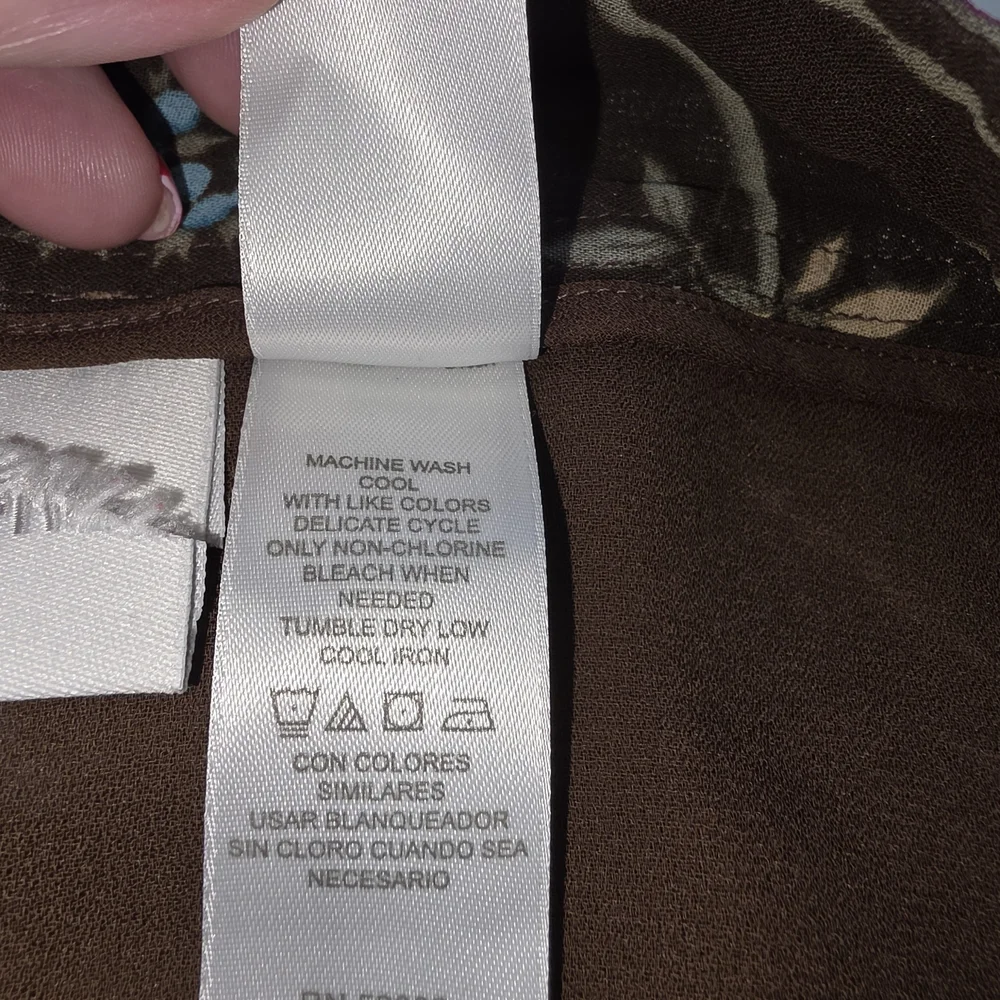 MACHINE WASH
COOL
WITH LIKE COLORS
DELICATE CYCLE
ONLY NON-CHLORINE
BLEACH WHEN
NEEDED
TUMBLE DRY LOW
COOL IRON
CON COLORES
SIMILARES
USAR BLANQUEADOR
SIN CLORO CUANDO SEA
NECESARIO
RN